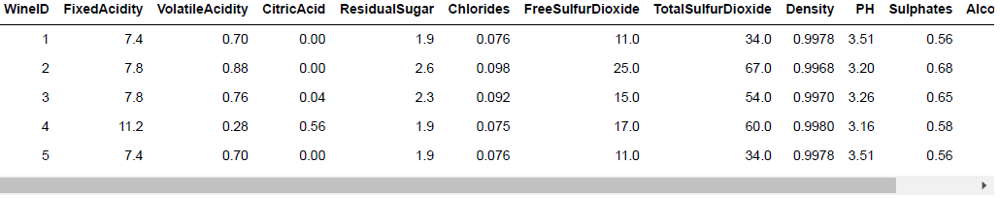 WineID FixedAcidity VolatileAcidity CitricAcid ResidualSugar Chlorides FreeSulfurDioxide TotalSulfurDioxide Density PH Sulphates Alco
1 7.4 0.70 0.00 1.9 0.076 11.0 34.0 0.9978 3.51 0.56
2 7.8 0.88 0.00 2.6 0.098 25.0 67.0 0.9968 3.20 0.68
3 7.8 0.76 0.04 2.3 0.092 15.0 54.0 0.9970 3.26 0.65
4 11.2 0.28 0.56 1.9 0.075 17.0 60.0 0.9980 3.16 0.58
5 7.4 0.70 0.00 1.9 0.076 11.0 34.0 0.9978 3.51 0.56